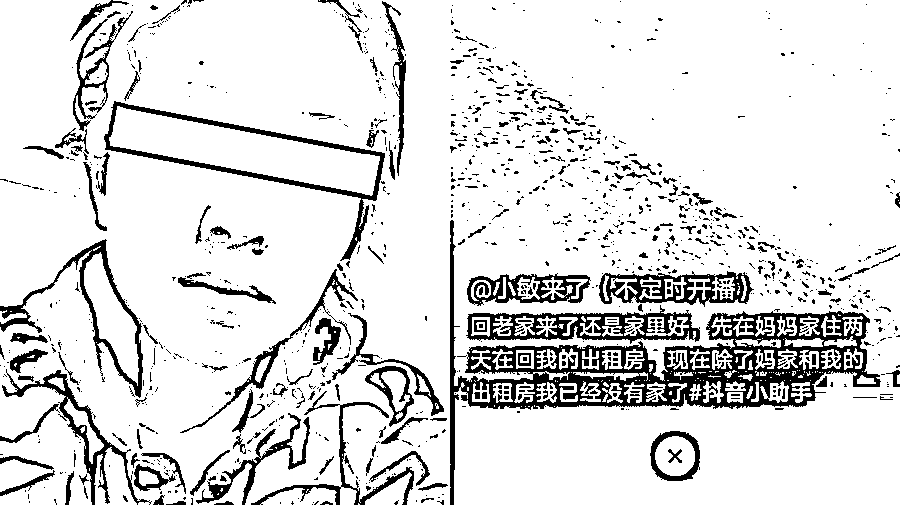 @小敏来了（不定时开播）
回老家来了还是家里好，先在妈妈家住两
天在回我的出租房，现在除了妈家和我的
出租房我已经没有家了#抖音小助手